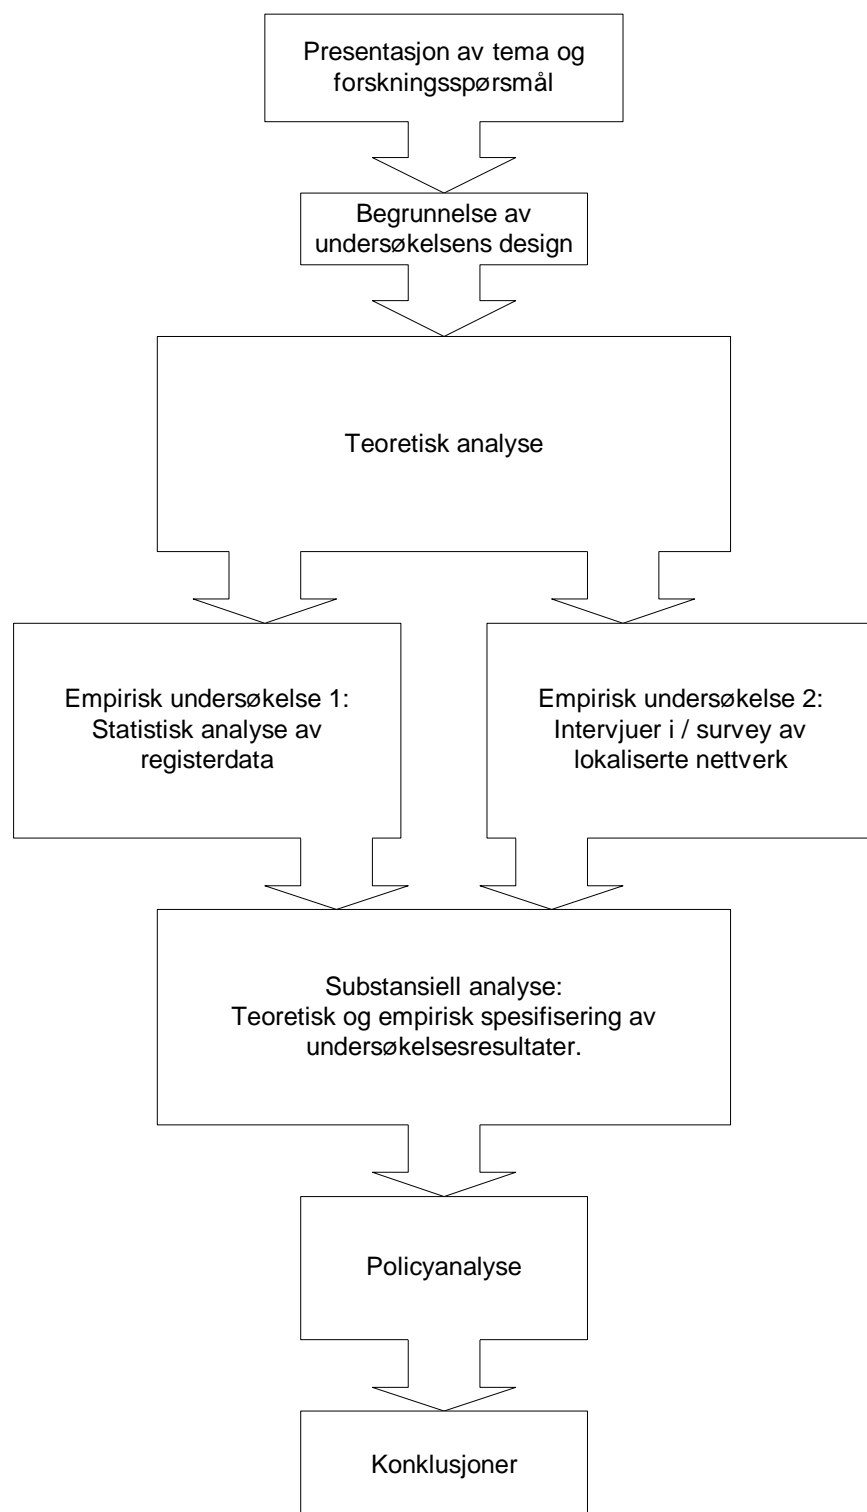 Presentasjon av tema og
forskningsspørsmål
Begrunnelse av
undersøkelsens design
Teoretisk analyse
Empirisk undersøkelse 1:
Statistisk analyse av
registerdata
Empirisk undersøkelse 2:
Intervjuer i / survey av
lokaliserte nettverk
Substansiell analyse:
Teoretisk og empirisk spesifisering av
undersøkelsesresultater.
Policyanalyse
Konklusjoner